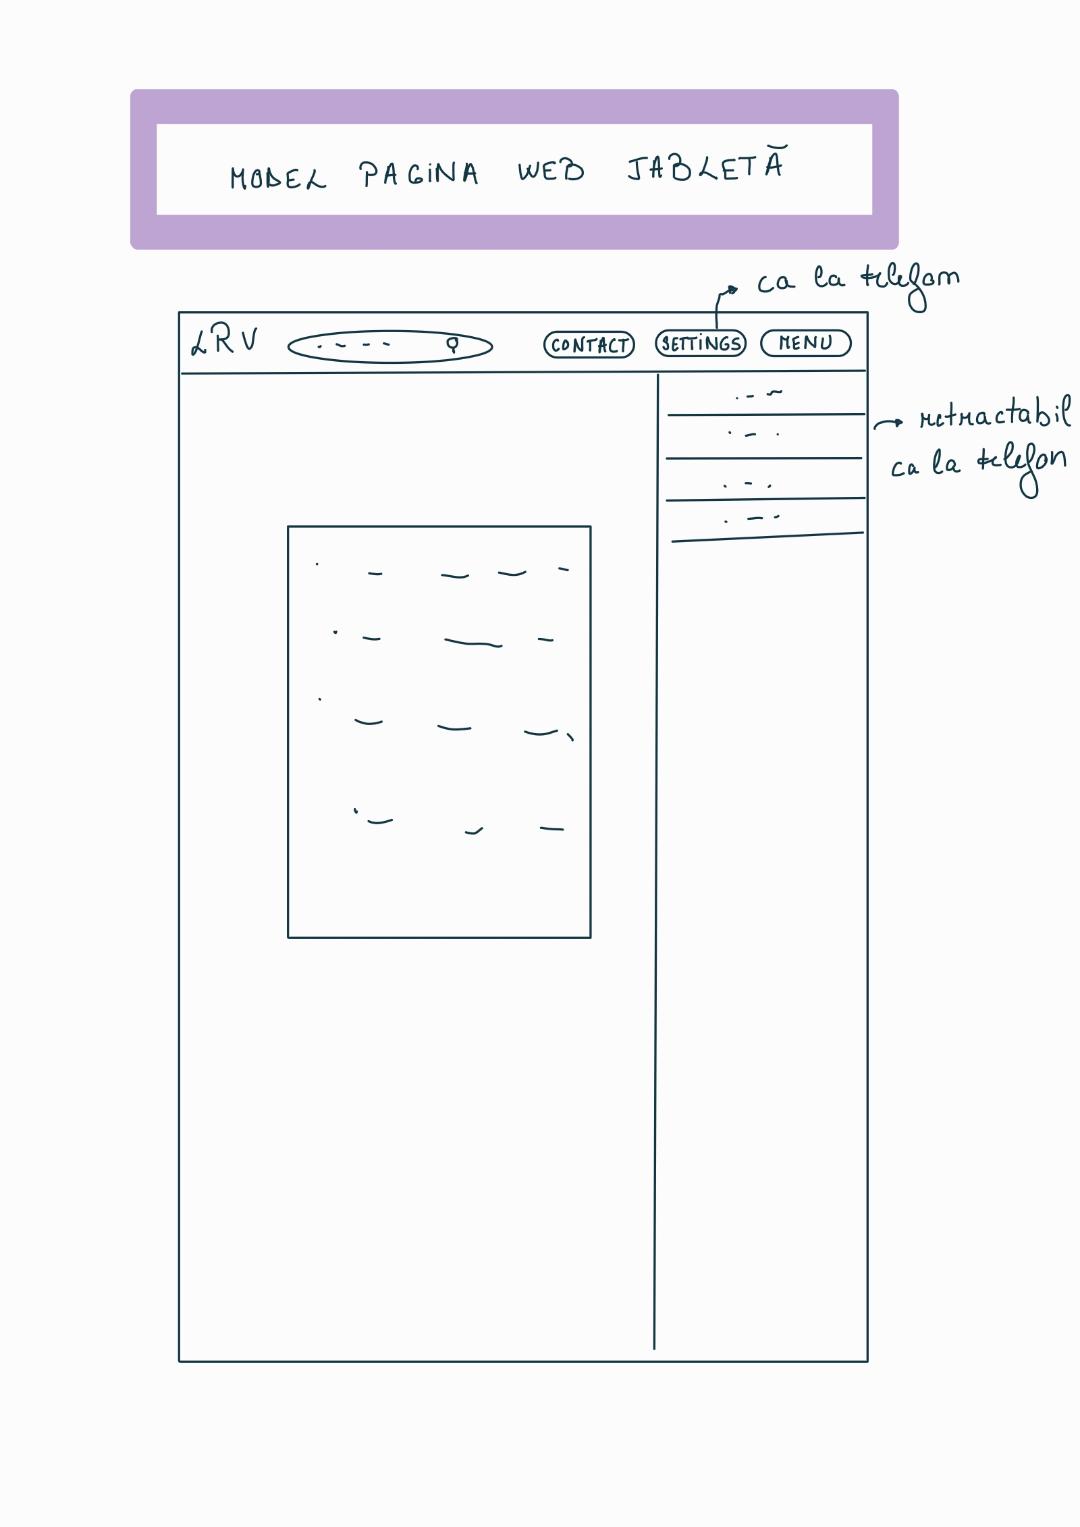 MODEL PAGINA WEB TABLETĂ
ca la telefon
LRV
CONTACT
SETTINGS
MENU
retractabil
ca la telefon